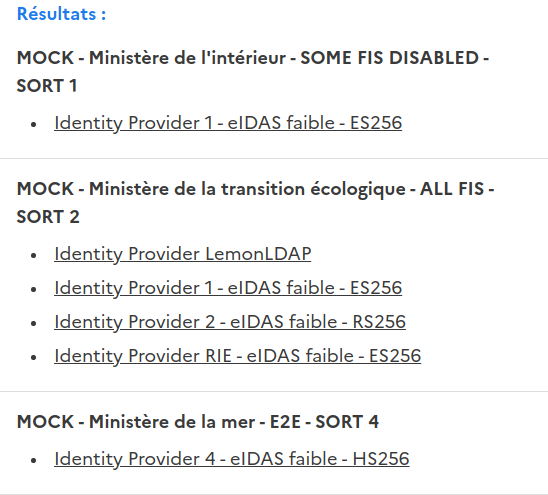 Résultats :
MOCK - Ministère de l'intérieur - SOME FIS DISABLED -
SORT 1
Identity Provider 1 - eIDAS faible - ES256
MOCK - Ministère de la transition écologique - ALL FIS -
SORT 2
Identity Provider LemonLDAP
Identity Provider 1 - eIDAS faible - ES256
Identity Provider 2 - eIDAS faible - RS256
Identity Provider RIE - eIDAS faible - ES256
MOCK - Ministère de la mer - E2E - SORT 4
Identity Provider 4 - eIDAS faible - HS256